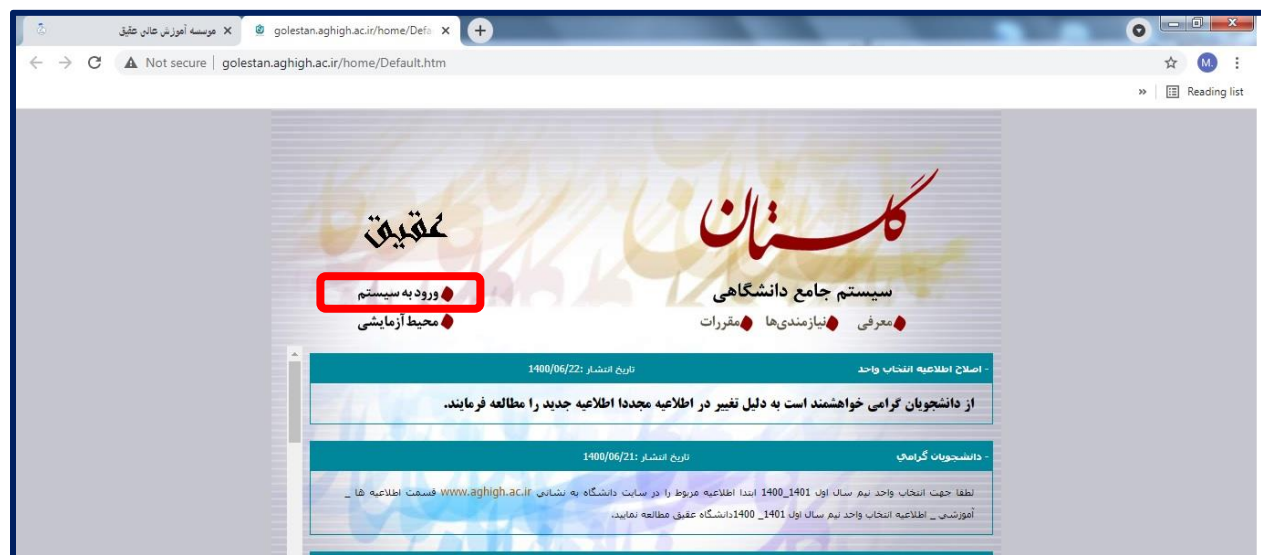 موسسه آموزش عالی عقیق
golestan.aghigh.ac.ir/home/Defa
Not secure | golestan.aghigh.ac.ir/home/Default.htm
M.
» Reading list
گلستان
عقیق
سیستم جامع دانشگاهی
ورود به سیستم
معرفی نیازمندی‌ها مقررات
محیط آزمایشی
- اصلاح اطلاعیه انتخاب واحد تاریخ انتشار :1400/06/22
از دانشجویان گرامی خواهشمند است به دلیل تغییر در اطلاعیه مجددا اطلاعیه جدید را مطالعه فرمایند.
- دانشجویان گرامي تاریخ انتشار :1400/06/21
لطفا جهت انتخاب واحد نیم سال اول 1401_1400 ابتدا اطلاعیه مربوط را در سایت دانشگاه به نشانی www.aghigh.ac.ir قسمت اطلاعیه ها _
آموزشی _ اطلاعیه انتخاب واحد نیم سال اول 1401_ 1400دانشگاه عقیق مطالعه نمایید.